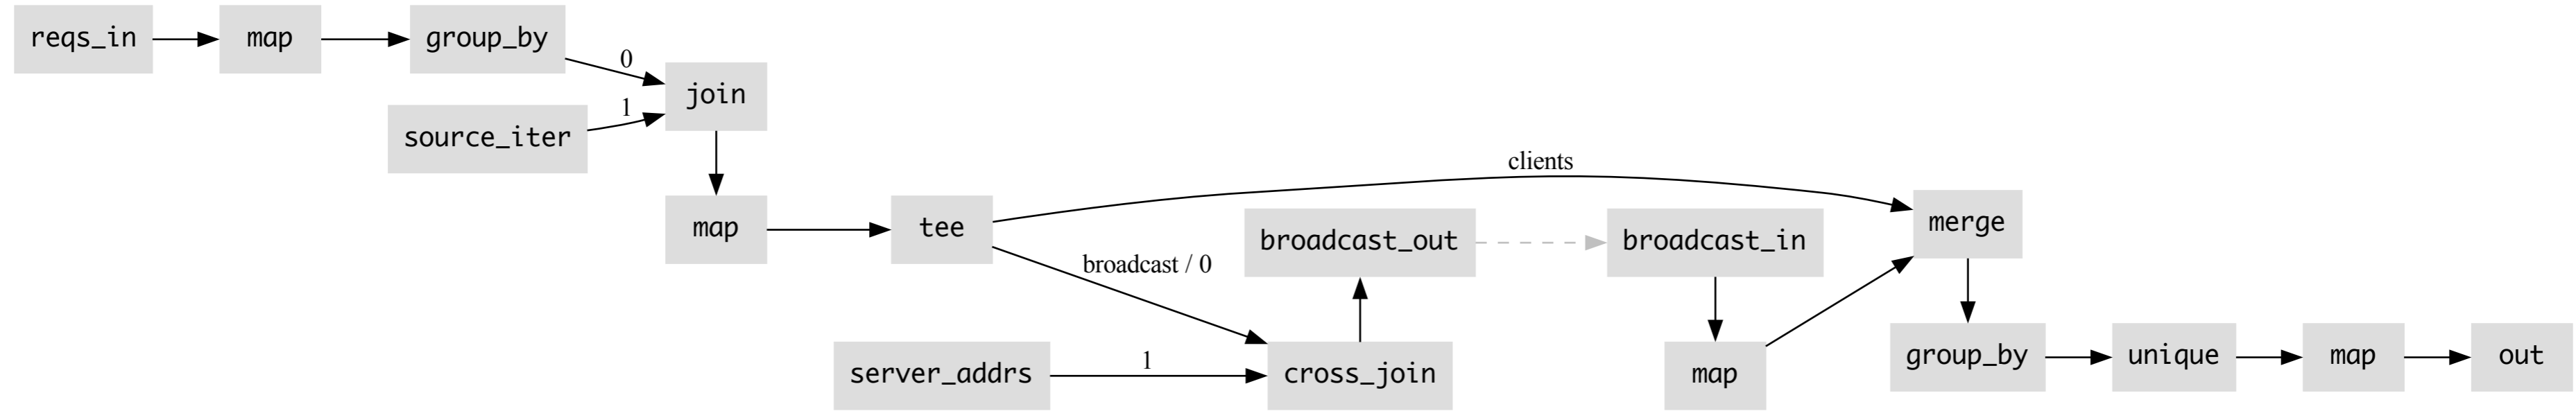 reqs_in
map
group_by
0
join
source_iter
1
map
tee
clients
broadcast / 0
server_addrs
1
cross_join
broadcast_out
broadcast_in
map
merge
group_by
unique
map
out